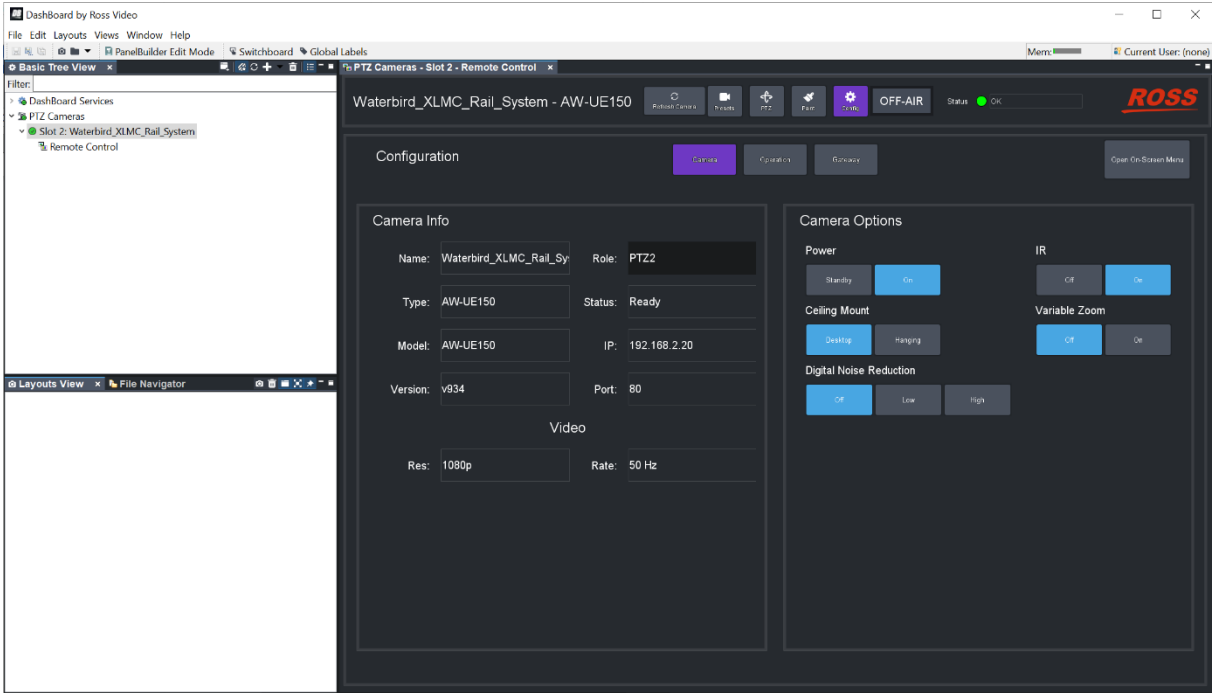 DashBoard by Ross Video
File Edit Layouts Views Window Help
PanelBuilder Edit Mode Switchboard Global Labels Mem: Current User: (none)
Basic Tree View
Filter:
DashBoard Services
PTZ Cameras
Slot 2: Waterbird_XLMC_Rail_System
Remote Control
Layouts View File Navigator
PTZ Cameras - Slot 2 - Remote Control
Waterbird_XLMC_Rail_System - AW-UE150 Refresh Camera Presets PTZ Paint Config OFF-AIR Status OK ROSS
Configuration Camera Operation Gateway Open On-Screen Menu
Camera Info
Name: Waterbird_XLMC_Rail_Sy Role: PTZ2
Type: AW-UE150 Status: Ready
Model: AW-UE150 IP: 192.168.2.20
Version: v934 Port: 80
Video
Res: 1080p Rate: 50 Hz
Camera Options
Power IR
Standby On Off On
Ceiling Mount Variable Zoom
Desktop Hanging Off On
Digital Noise Reduction
Off Low High